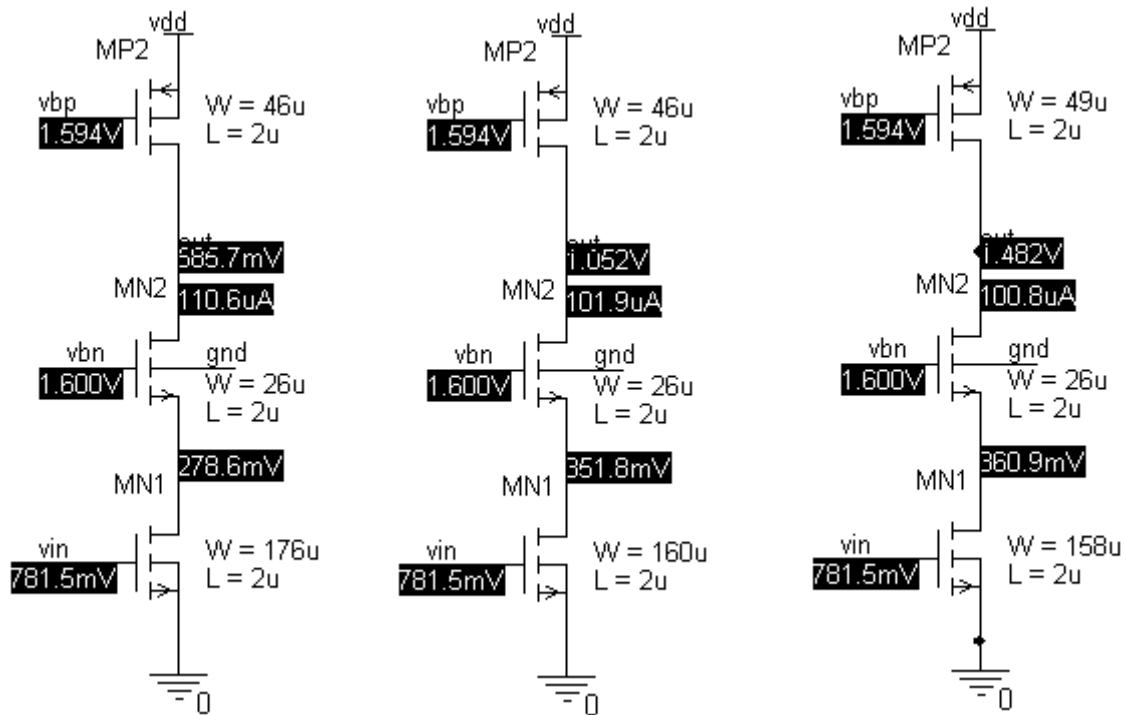 vdd
MP2
vbp
1.594V
W = 46u
L = 2u
585.7mV
MN2
110.6uA
vbn
gnd
1.600V
W = 26u
L = 2u
278.6mV
MN1
vin
W = 176u
781.5mV
L = 2u
0
vdd
MP2
vbp
1.594V
W = 46u
L = 2u
1.052V
MN2
101.9uA
vbn
gnd
1.600V
W = 26u
L = 2u
351.8mV
MN1
vin
W = 160u
781.5mV
L = 2u
0
vdd
MP2
vbp
1.594V
W = 49u
L = 2u
1.482V
MN2
100.8uA
vbn
gnd
1.600V
W = 26u
L = 2u
360.9mV
MN1
vin
W = 158u
781.5mV
L = 2u
0